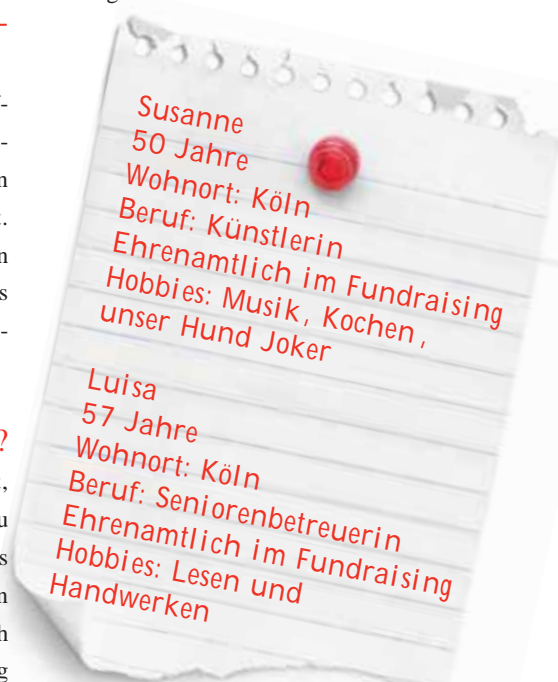 Susanne
50 Jahre
Wohnort: Köln
Beruf: Künstlerin
Ehrenamtlich im Fundraising
Hobbies: Musik, Kochen,
unser Hund Joker
Luisa
57 Jahre
Wohnort: Köln
Beruf: Seniorenbetreuerin
Ehrenamtlich im Fundraising
Hobbies: Lesen und
Handwerken